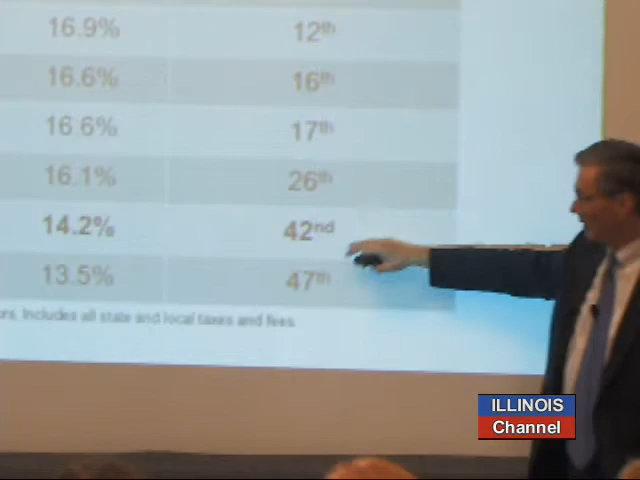 16.9% 12th
16.6% 16th
16.6% 17th
16.1% 26th
14.2% 42nd
13.5% 47th
Includes all state and local taxes and fees.
ILLINOIS
Channel